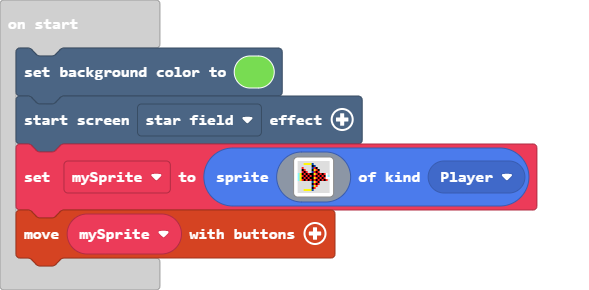 on start
set background color to
start screen star field effect
set mySprite to sprite of kind Player
move mySprite with buttons